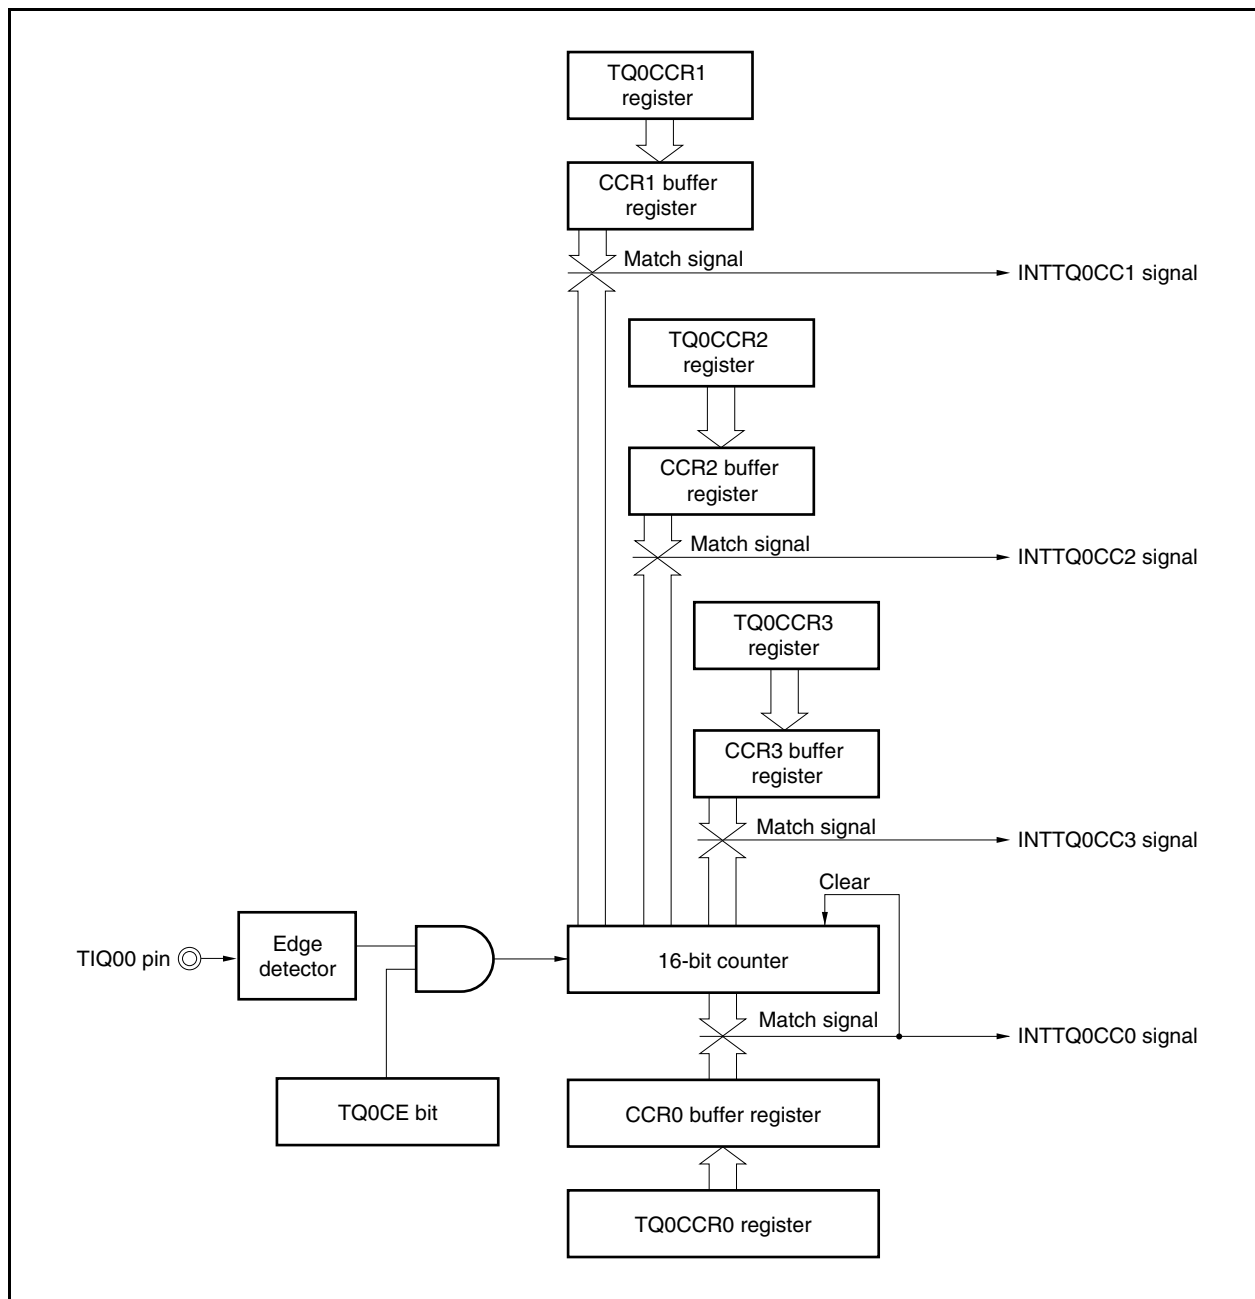 TQ0CCR1
register
CCR1 buffer
register
Match signal
INTTQ0CC1 signal
TQ0CCR2
register
CCR2 buffer
register
Match signal
INTTQ0CC2 signal
TQ0CCR3
register
CCR3 buffer
register
Match signal
INTTQ0CC3 signal
Clear
TIQ00 pin
Edge
detector
16-bit counter
Match signal
INTTQ0CC0 signal
TQ0CE bit
CCR0 buffer register
TQ0CCR0 register